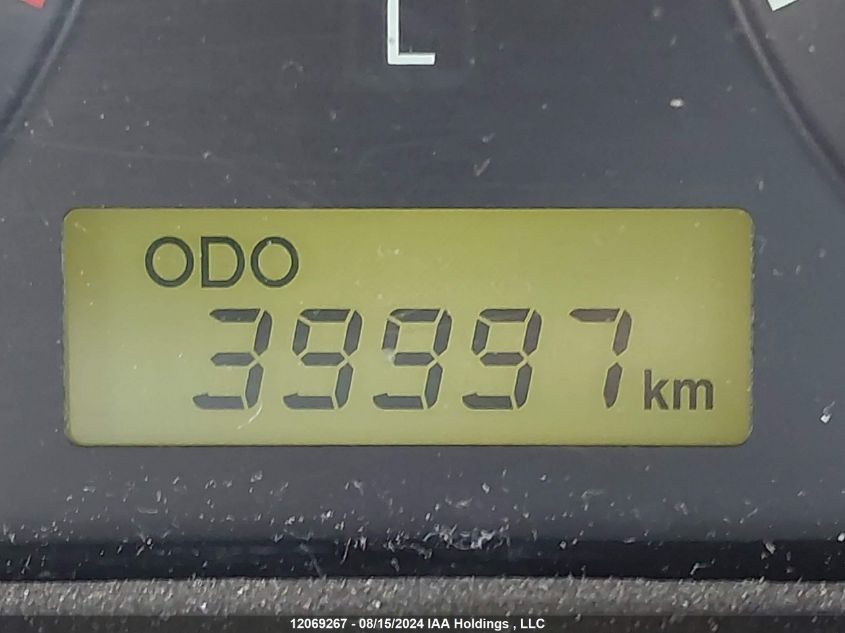 L
ODO
39997 km
12069267 - 08/15/2024 IAA Holdings , LLC